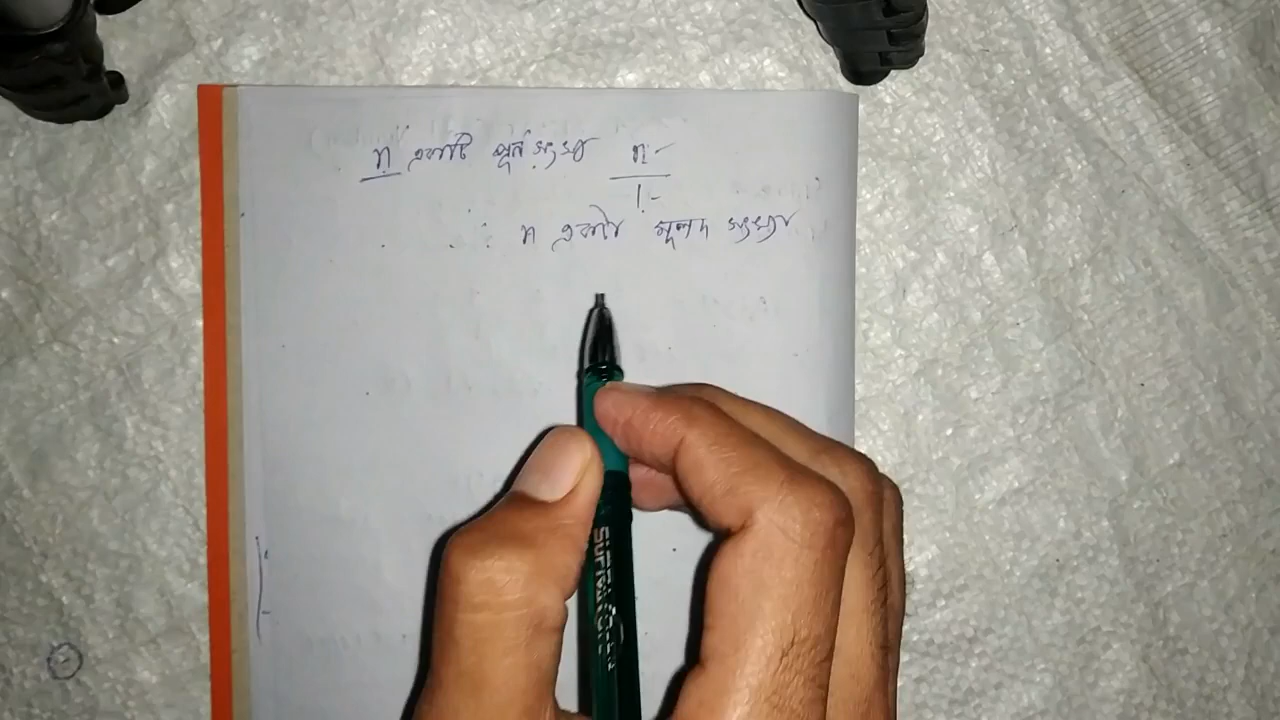 n একটি পূর্ণ সংখ্যা n
1
∴ n একটি মূলদ সংখ্যা